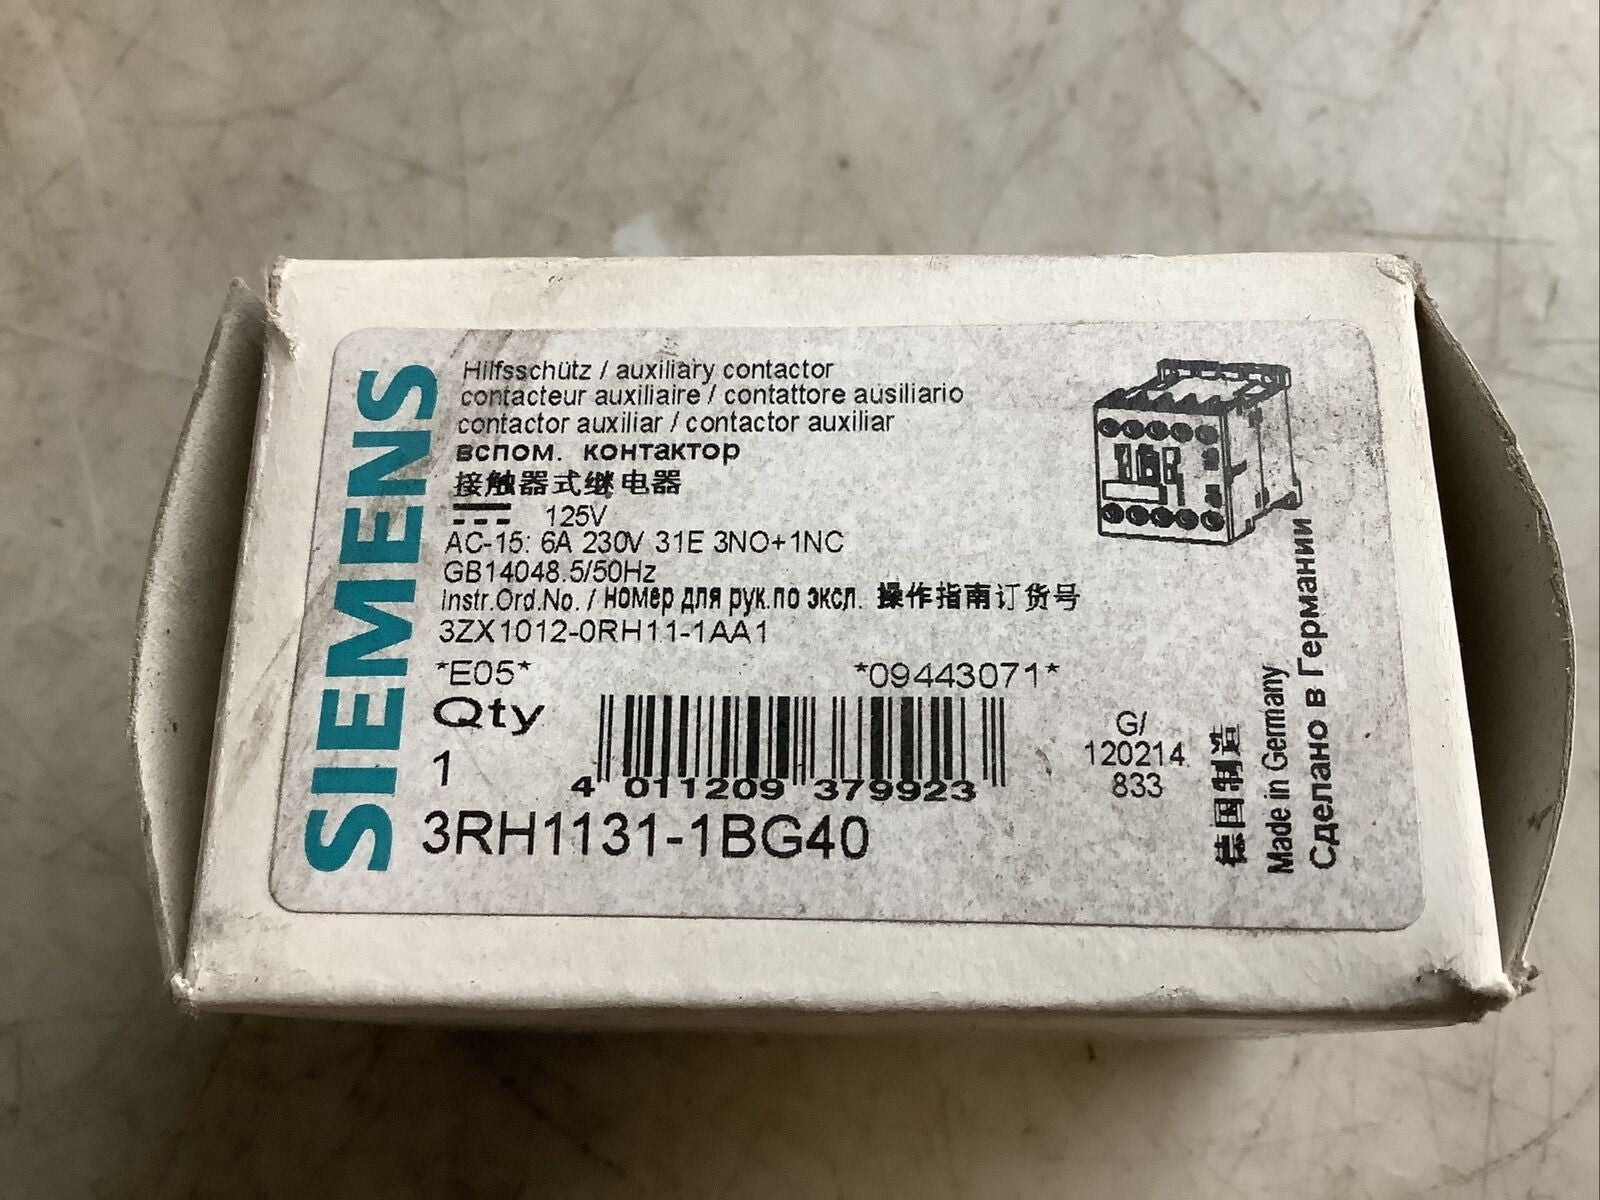 SIEMENS
Hilfsschütz / auxiliary contactor
contacteur auxiliaire / contattore ausiliario
contactor auxiliar / contactor auxiliar
вспом. контактор
接触器式继电器
125V
AC-15: 6A 230V 31E 3NO+1NC
GB14048.5/50Hz
Instr.Ord.No. / номер для рук.по эксл. 操作指南订货号
3ZX1012-0RH11-1AA1
*E05* *09443071*
Qty
1
4 011209 379923
3RH1131-1BG40
G/
120214
833
德国制造
Made in Germany
Сделано в Германии